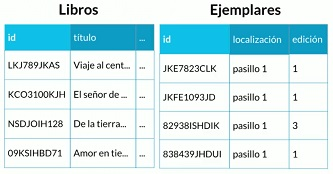 Libros
id título ...
LKJ789JKAS Viaje al cent... ...
KCO3100KJH El señor de ... ...
NSDJOIH128 De la tierra... ...
09KSIHBD71 Amor en tie... ...
Ejemplares
id localización edición
JKE7823CLK pasillo 1 1
JKFE1093JD pasillo 1 1
82938ISHDIK pasillo 1 3
838439JHDUI pasillo 1 1